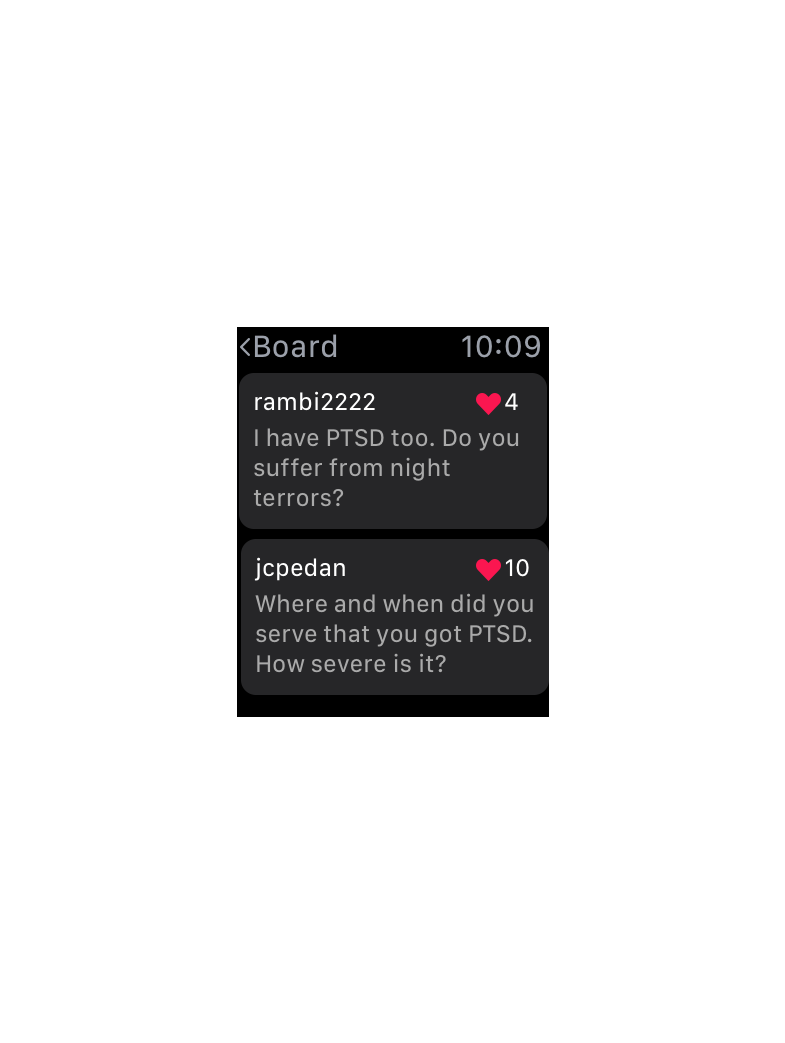 <Board 10:09
rambi2222 ♥4
I have PTSD too. Do you
suffer from night
terrors?
jcpedan ♥10
Where and when did you
serve that you got PTSD.
How severe is it?